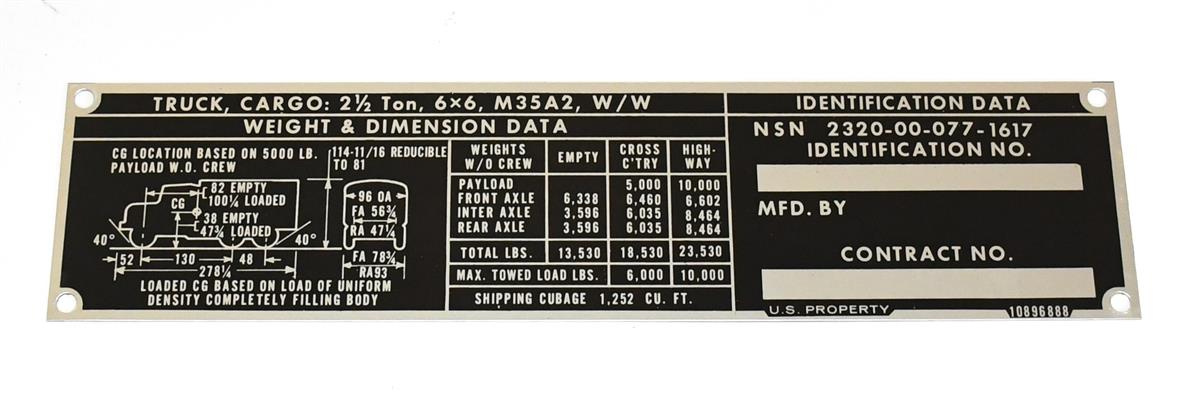 TRUCK, CARGO: 2½ Ton, 6×6, M35A2, W/W
WEIGHT & DIMENSION DATA
CG LOCATION BASED ON 5000 LB.
PAYLOAD W.O. CREW
114-11/16 REDUCIBLE
TO 81
82 EMPTY
100¼ LOADED
CG
38 EMPTY
47¾ LOADED
40°
40°
52 130 48
278¼
96 OA
FA 56¾
RA 47¼
FA 78¾
RA93
LOADED CG BASED ON LOAD OF UNIFORM
DENSITY COMPLETELY FILLING BODY
WEIGHTS W/O CREW EMPTY CROSS C'TRY HIGH-WAY
PAYLOAD 5,000 10,000
FRONT AXLE 6,338 6,460 6,602
INTER AXLE 3,596 6,035 8,464
REAR AXLE 3,596 6,035 8,464
TOTAL LBS. 13,530 18,530 23,530
MAX. TOWED LOAD LBS. 6,000 10,000
SHIPPING CUBAGE 1,252 CU. FT.
IDENTIFICATION DATA
NSN 2320-00-077-1617
IDENTIFICATION NO.
MFD. BY
CONTRACT NO.
U.S. PROPERTY
10896888